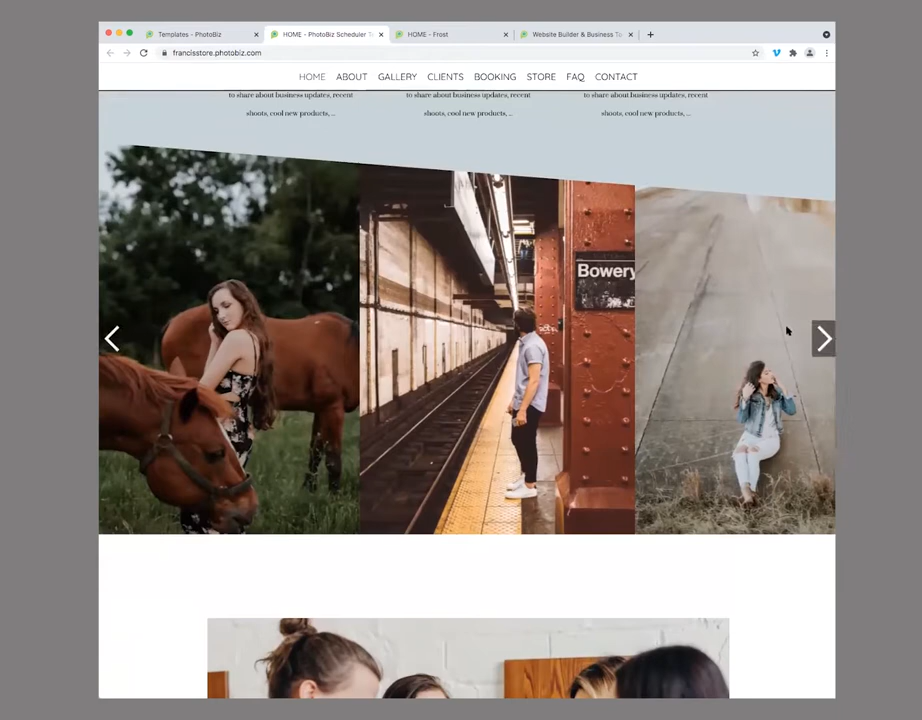 Templates - PhotoBiz
HOME - PhotoBiz Scheduler T
HOME - Frost
Website Builder & Business To
francisstore.photobiz.com
HOME ABOUT GALLERY CLIENTS BOOKING STORE FAQ CONTACT
to share about business updates, recent
shoots, cool new products, ...
to share about business updates, recent
shoots, cool new products, ...
to share about business updates, recent
shoots, cool new products, ...
Bowery